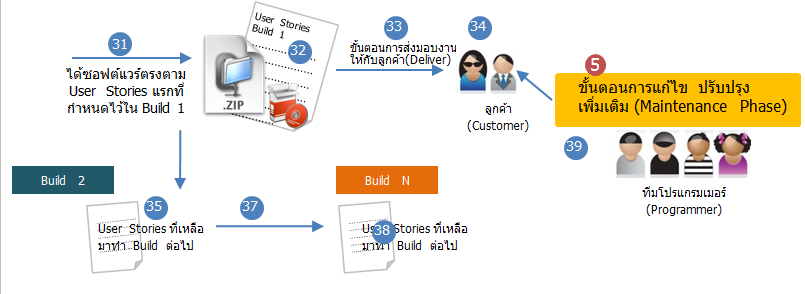 31
ได้ซอฟต์แวร์ตรงตาม
User Stories แรกที่
กำหนดไว้ใน Build 1
User Stories
Build 1
32
.ZIP
33
ขั้นตอนการส่งมอบงาน
ให้กับลูกค้า(Deliver)
34
ลูกค้า
(Customer)
5
ขั้นตอนการแก้ไข ปรับปรุง
เพิ่มเติม (Maintenance Phase)
39
ทีมโปรแกรมเมอร์
(Programmer)
Build 2
35
User Stories ที่เหลือ
มาทำ Build ต่อไป
37
Build N
38
User Stories ที่เหลือ
มาทำ Build ต่อไป